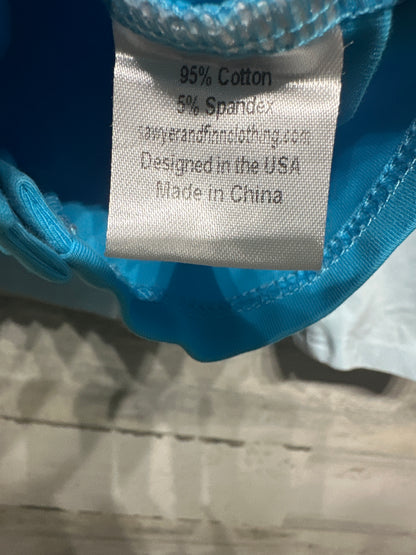 95% Cotton
5% Spandex
sawyerandfinnclothing.com
Designed in the USA
Made in China